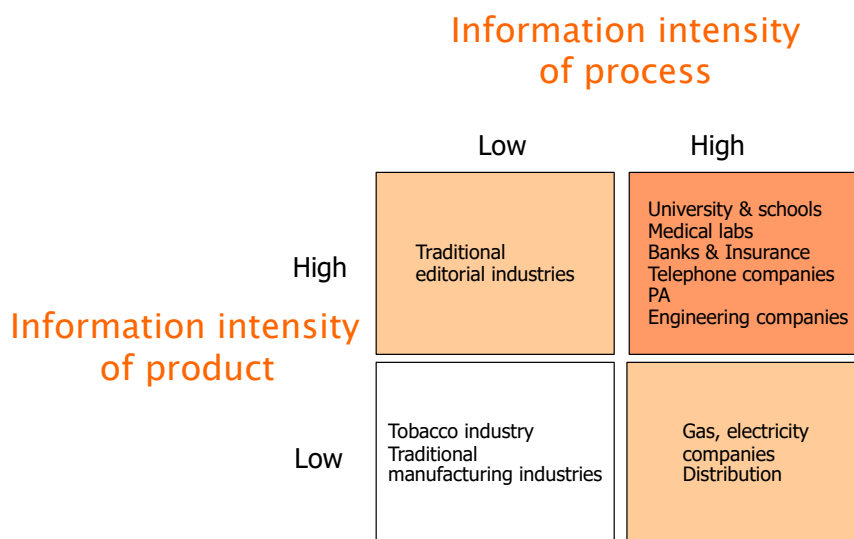 Information intensity
of process
Low
High
High
Traditional
editorial industries
University & schools
Medical labs
Banks & Insurance
Telephone companies
PA
Engineering companies
Information intensity
of product
Low
Tobacco industry
Traditional
manufacturing industries
Gas, electricity
companies
Distribution